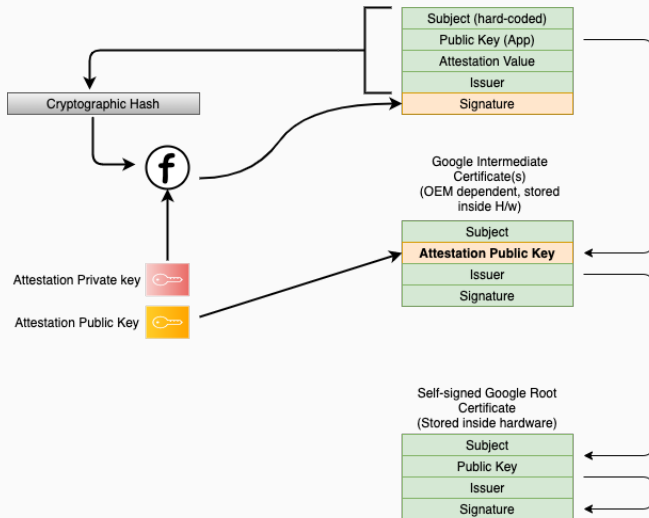 Subject (hard-coded)
Public Key (App)
Attestation Value
Issuer
Signature
Cryptographic Hash
f
Google Intermediate
Certificate(s)
(OEM dependent, stored
inside H/w)
Subject
Attestation Public Key
Issuer
Signature
Attestation Private key
Attestation Public Key
Self-signed Google Root
Certificate
(Stored inside hardware)
Subject
Public Key
Issuer
Signature